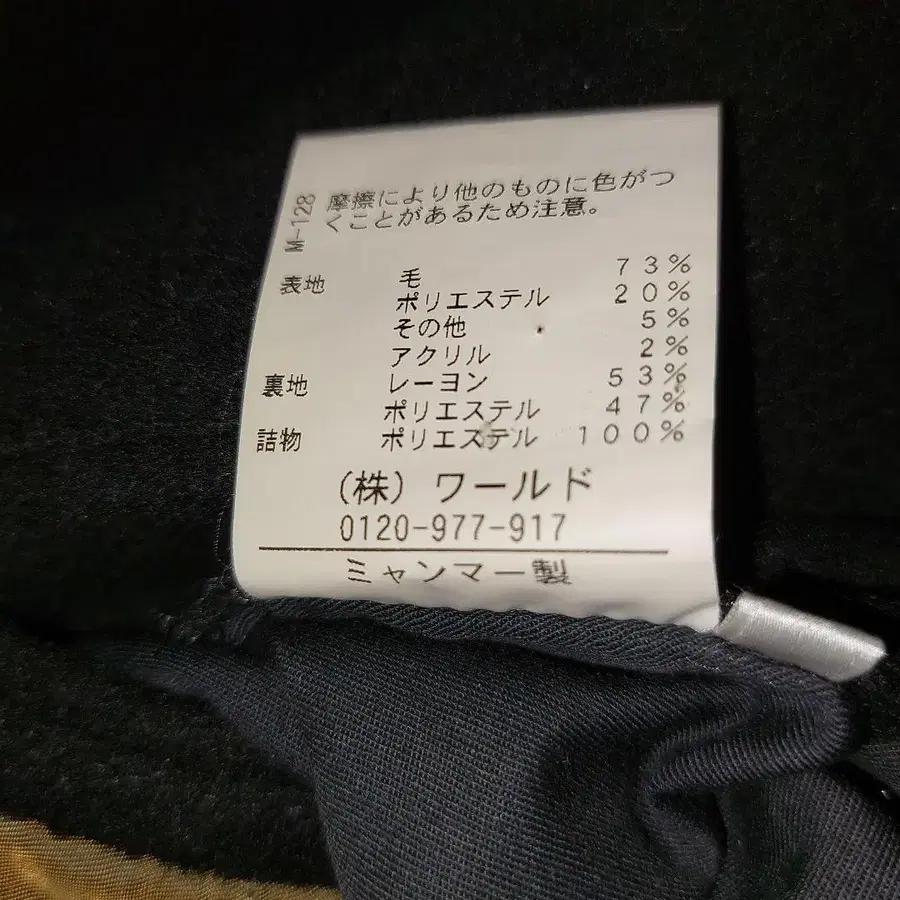 M-128
摩擦により他のものに色がつ
くことがあるため注意。
表地 毛 73%
ポリエステル 20%
その他 5%
アクリル 2%
裏地 レーヨン 53%
ポリエステル 47%
詰物 ポリエステル 100%
(株) ワールド
0120-977-917
ミャンマー製